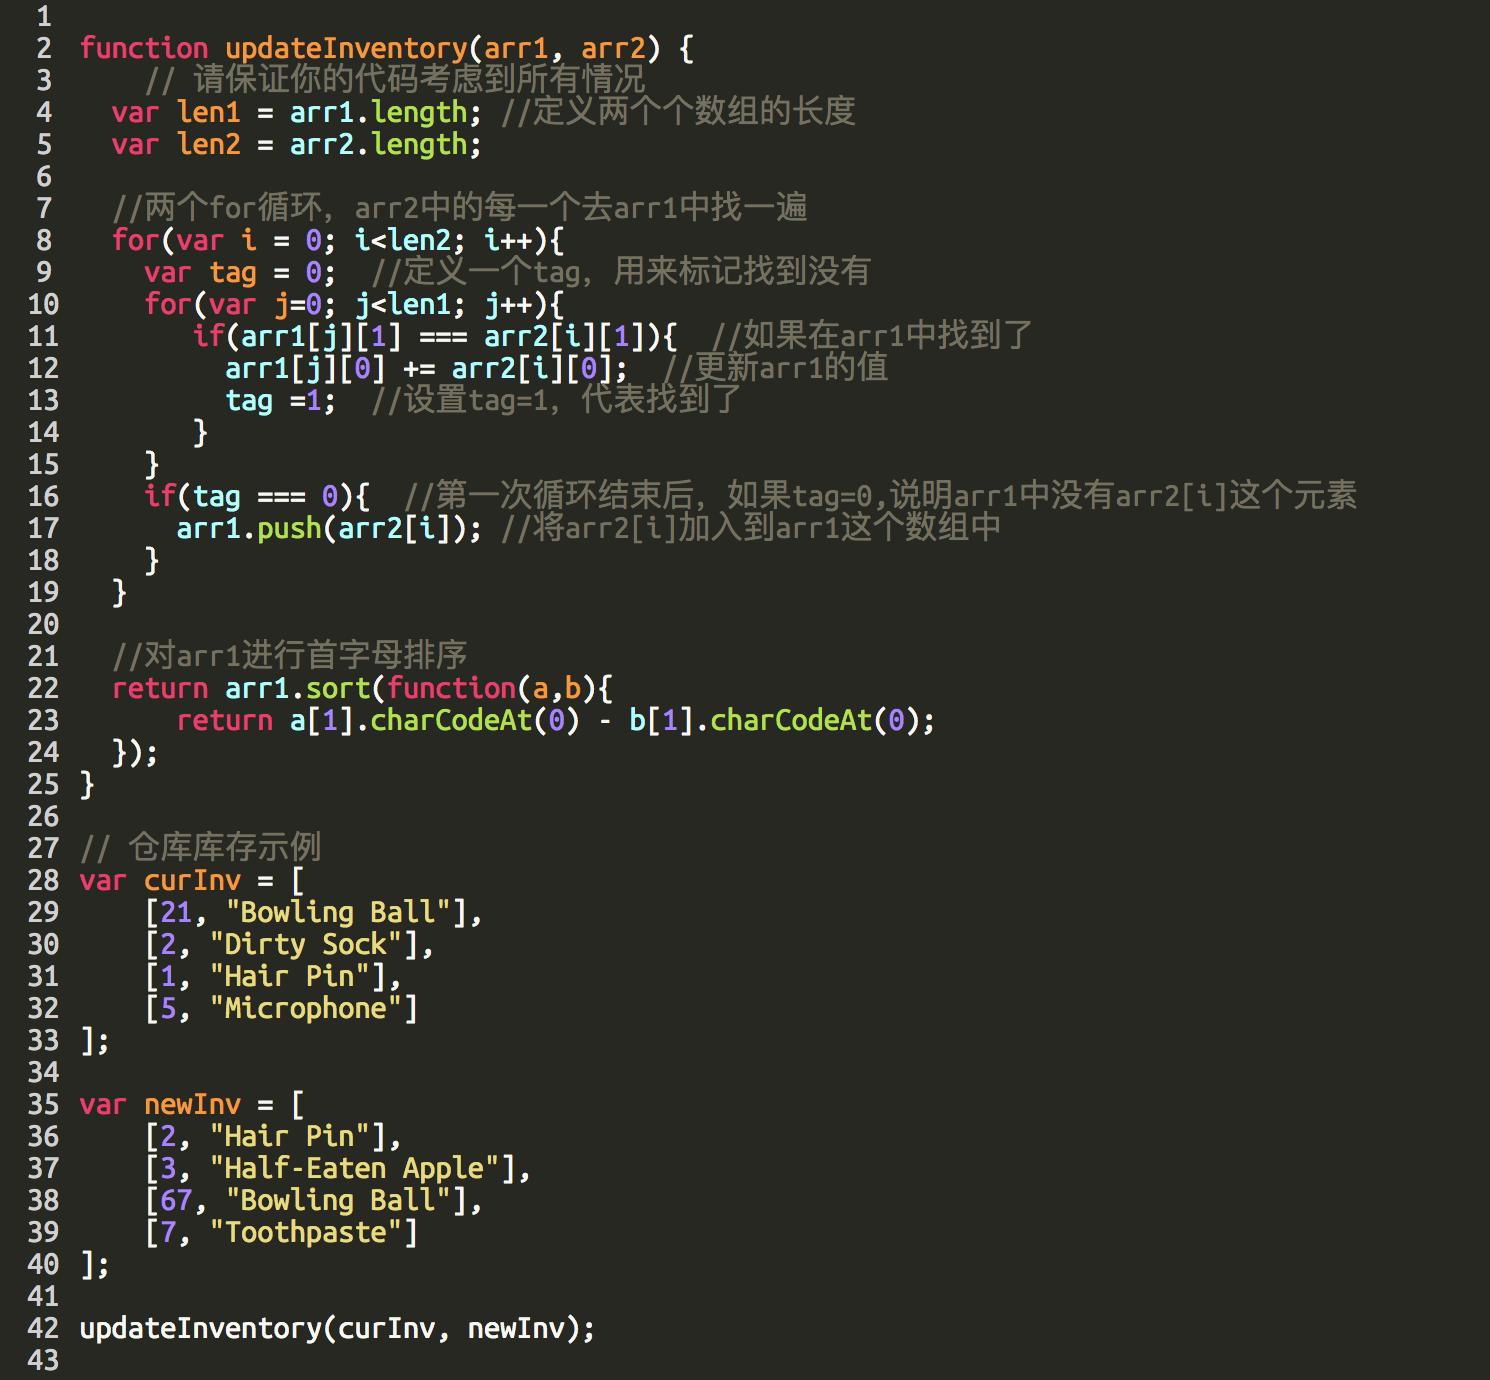 1
2 function updateInventory(arr1, arr2) {
3     // 请保证你的代码考虑到所有情况
4   var len1 = arr1.length; //定义两个个数组的长度
5   var len2 = arr2.length;
6
7   //两个for循环，arr2中的每一个去arr1中找一遍
8   for(var i = 0; i<len2; i++){
9     var tag = 0;  //定义一个tag，用来标记找到没有
10     for(var j=0; j<len1; j++){
11        if(arr1[j][1] === arr2[i][1]){  //如果在arr1中找到了
12          arr1[j][0] += arr2[i][0];  //更新arr1的值
13          tag =1;  //设置tag=1，代表找到了
14        }
15     }
16     if(tag === 0){  //第一次循环结束后，如果tag=0,说明arr1中没有arr2[i]这个元素
17       arr1.push(arr2[i]); //将arr2[i]加入到arr1这个数组中
18     }
19   }
20
21   //对arr1进行首字母排序
22   return arr1.sort(function(a,b){
23       return a[1].charCodeAt(0) - b[1].charCodeAt(0);
24   });
25 }
26
27 // 仓库库存示例
28 var curInv = [
29     [21, "Bowling Ball"],
30     [2, "Dirty Sock"],
31     [1, "Hair Pin"],
32     [5, "Microphone"]
33 ];
34
35 var newInv = [
36     [2, "Hair Pin"],
37     [3, "Half-Eaten Apple"],
38     [67, "Bowling Ball"],
39     [7, "Toothpaste"]
40 ];
41
42 updateInventory(curInv, newInv);
43